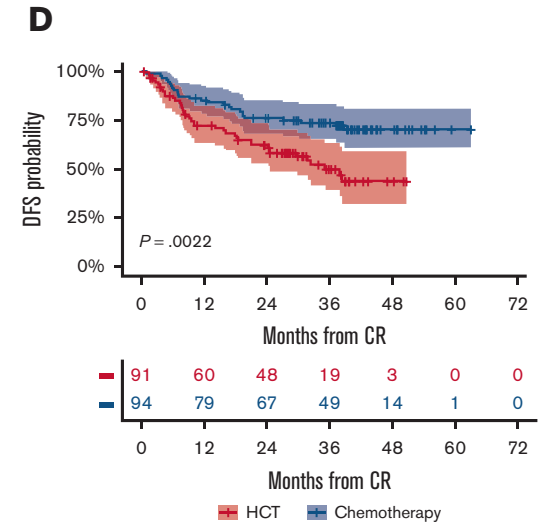 D
100%
75%
50%
25%
0%
DFS probability
P = .0022
0 12 24 36 48 60 72
Months from CR
91 60 48 19 3 0 0
94 79 67 49 14 1 0
0 12 24 36 48 60 72
Months from CR
HCT Chemotherapy